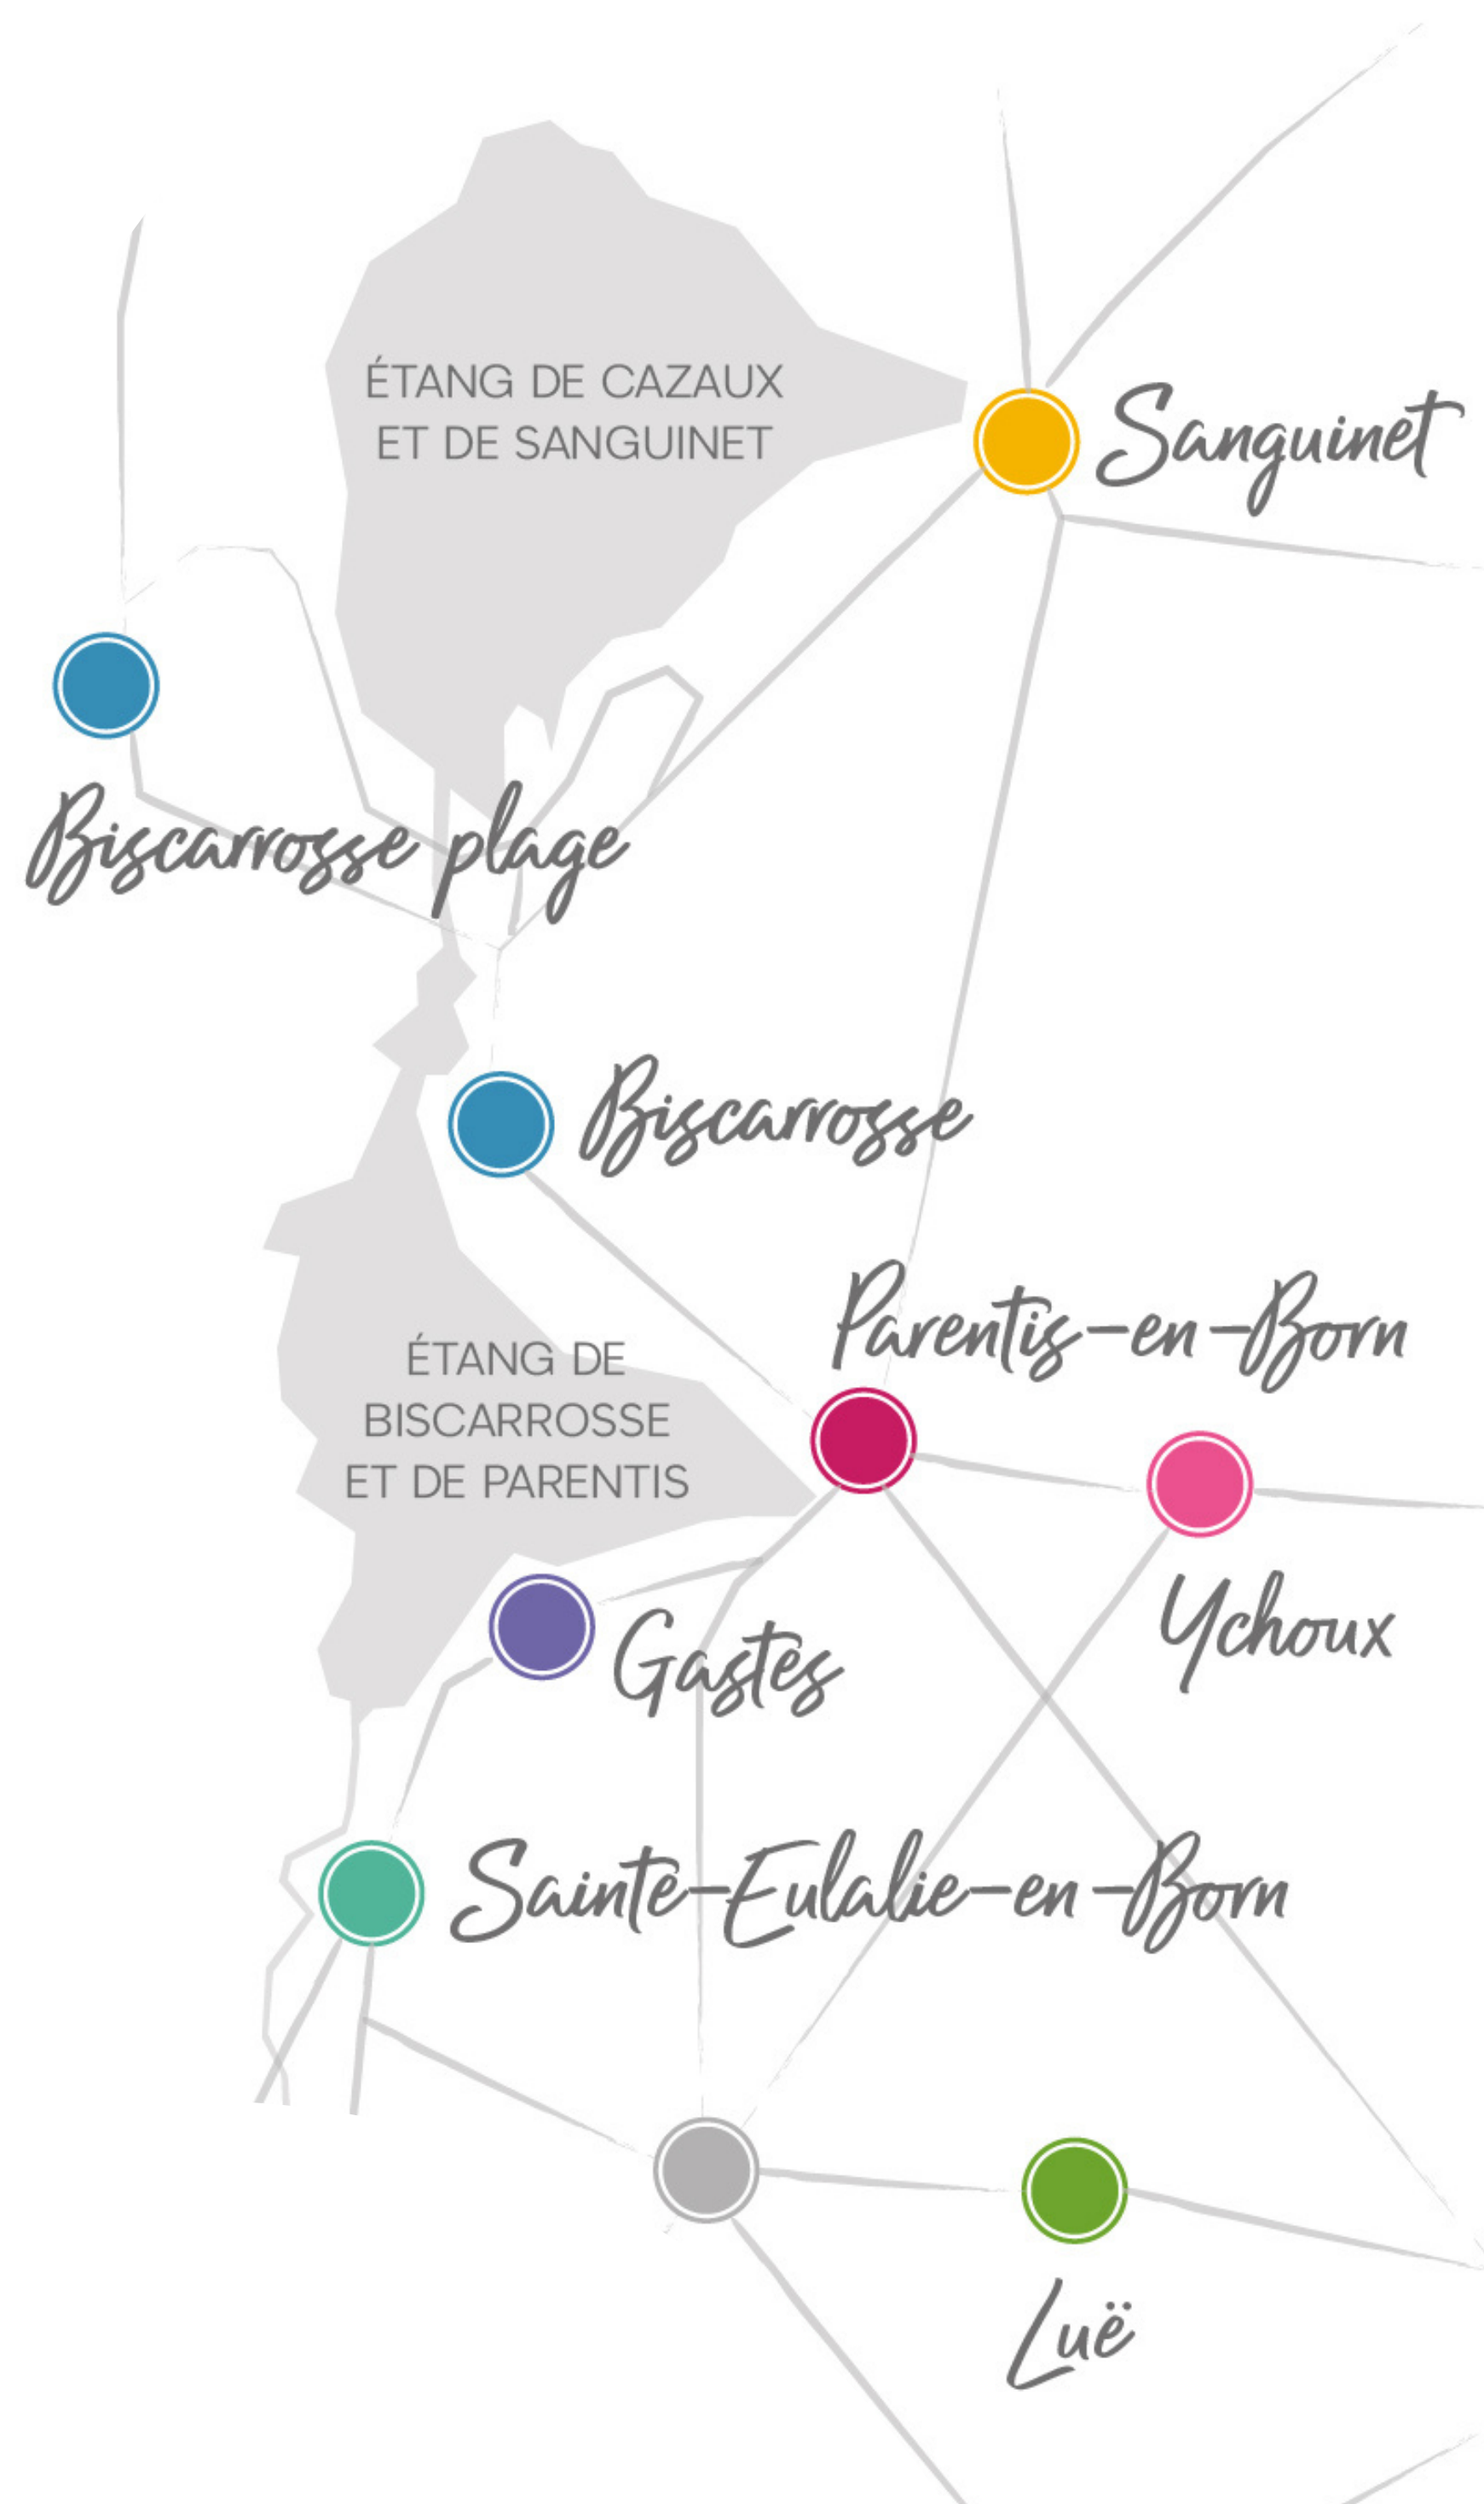 ÉTANG DE CAZAUX
ET DE SANGUINET
Sanguinet
Biscarrosse plage
Biscarrosse
Parentis-en-Born
ÉTANG DE
BISCARROSSE
ET DE PARENTIS
Ychoux
Gastes
Sainte-Eulalie-en-Born
Luë